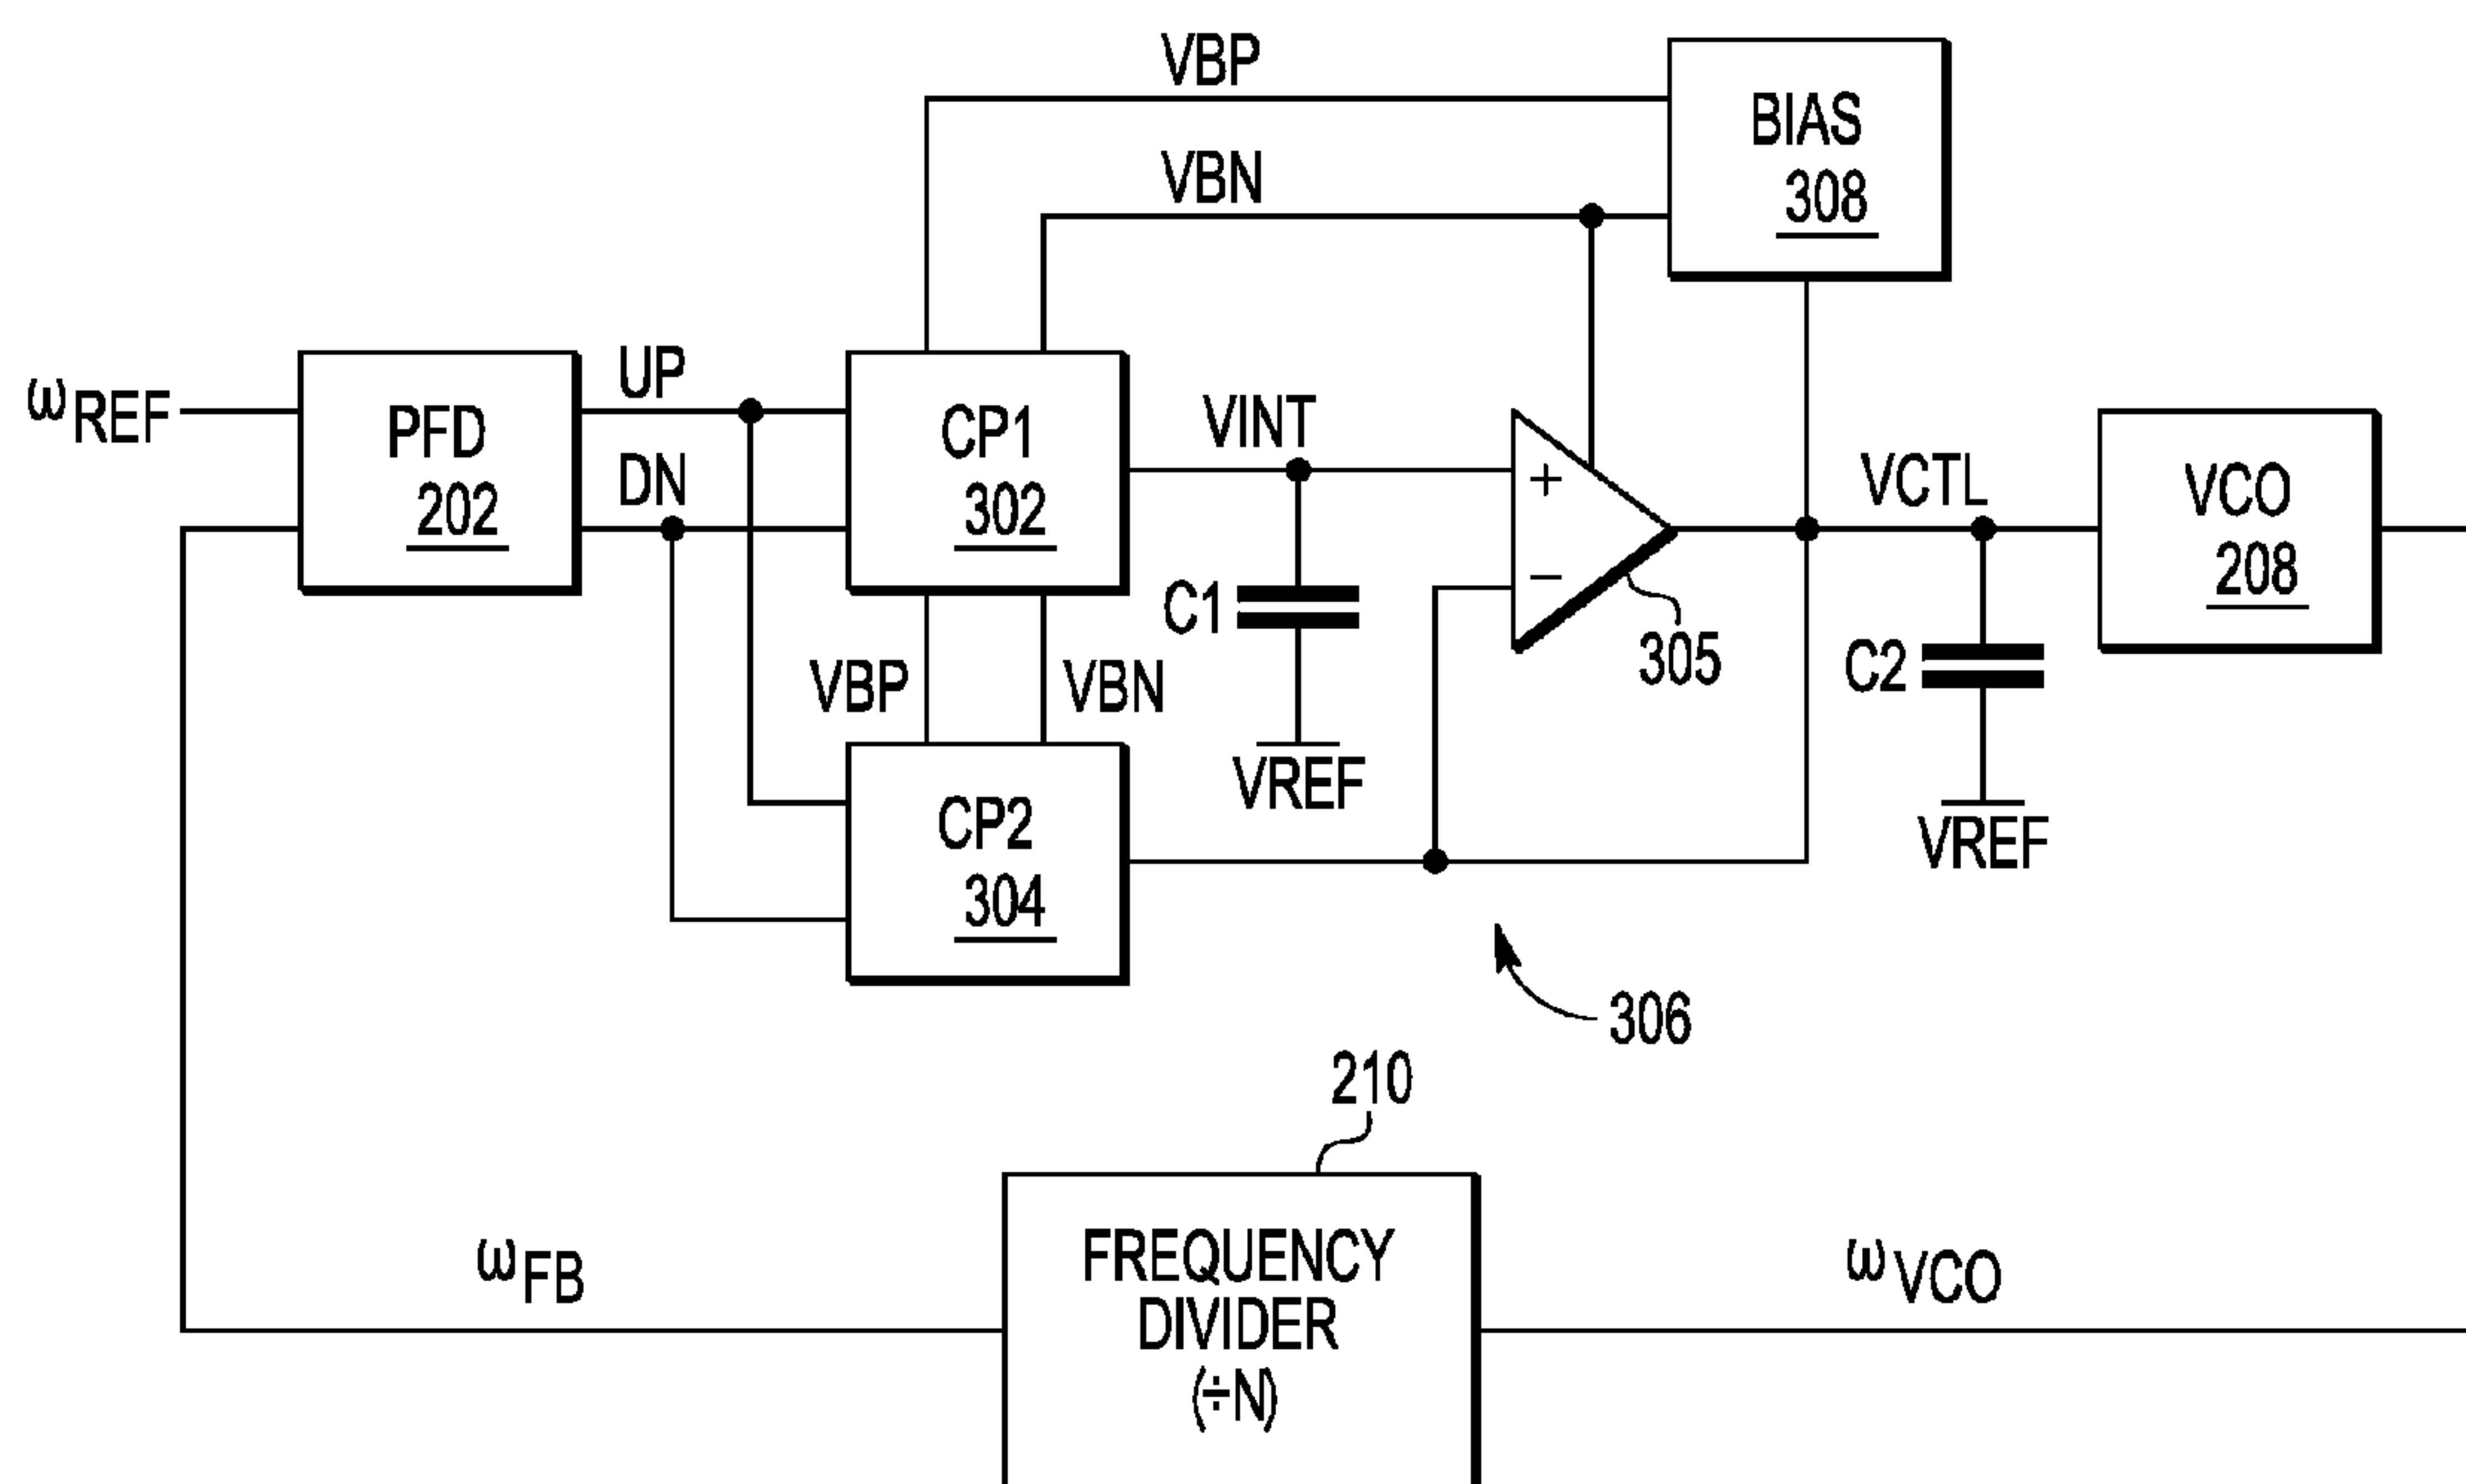 VBP
BIAS
308
VBN
ωREF
PFD
202
UP
DN
CP1
302
VINT
C1
VREF
+
−
305
VCTL
C2
VREF
VCO
208
VBP
VBN
CP2
304
306
210
FREQUENCY
DIVIDER
(÷N)
ωFB
ωVCO